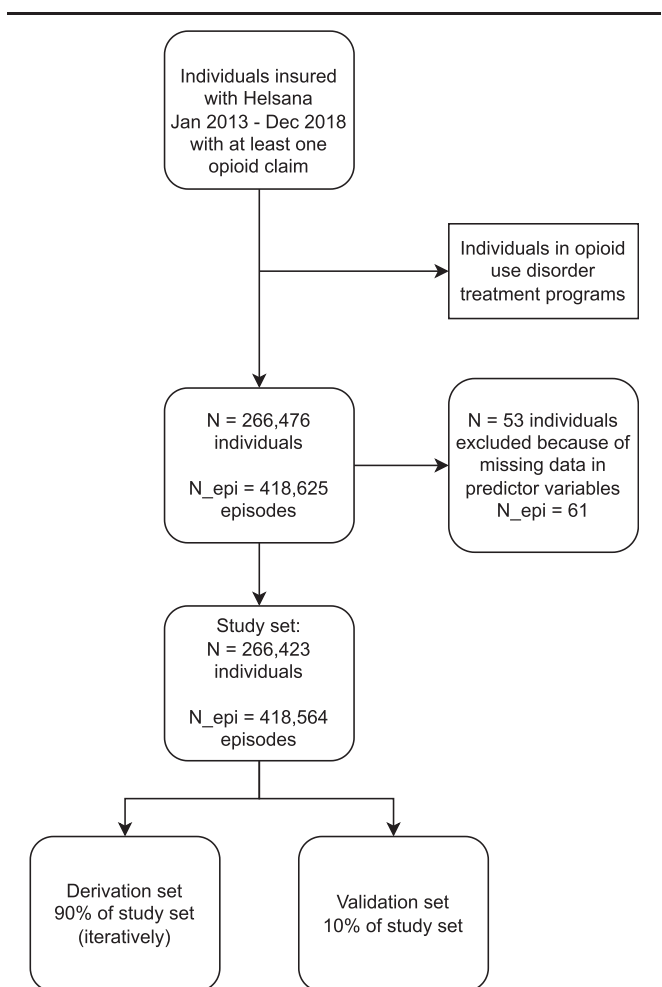 Individuals insured
with Helsana
Jan 2013 - Dec 2018
with at least one
opioid claim
Individuals in opioid
use disorder
treatment programs
N = 266,476
individuals
N_epi = 418,625
episodes
N = 53 individuals
excluded because of
missing data in
predictor variables
N_epi = 61
Study set:
N = 266,423
individuals
N_epi = 418,564
episodes
Derivation set
90% of study set
(iteratively)
Validation set
10% of study set